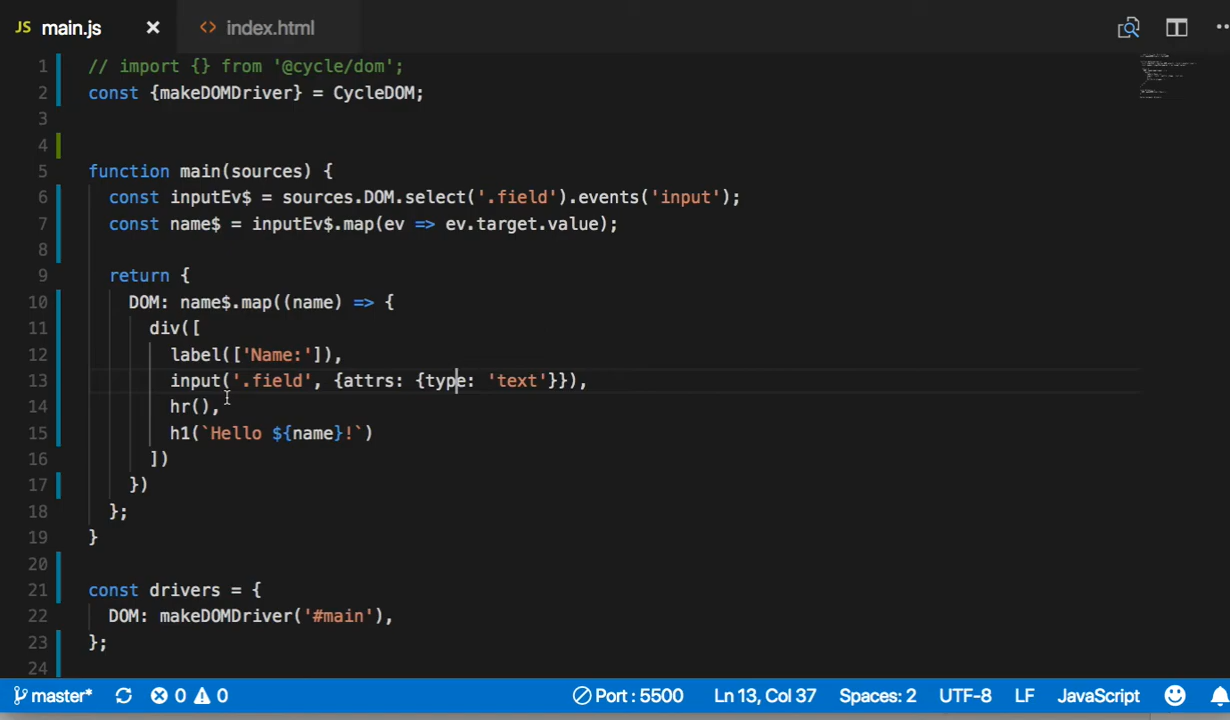 JS main.js × <> index.html
1 // import {} from '@cycle/dom';
2 const {makeDOMDriver} = CycleDOM;
3
4
5 function main(sources) {
6 const inputEv$ = sources.DOM.select('.field').events('input');
7 const name$ = inputEv$.map(ev => ev.target.value);
8
9 return {
10 DOM: name$.map((name) => {
11 div([
12 label(['Name:']),
13 input('.field', {attrs: {type: 'text'}}),
14 hr(),
15 h1(`Hello ${name}!`)
16 ])
17 })
18 };
19 }
20
21 const drivers = {
22 DOM: makeDOMDriver('#main'),
23 };
24
master* 0 0 Port : 5500 Ln 13, Col 37 Spaces: 2 UTF-8 LF JavaScript